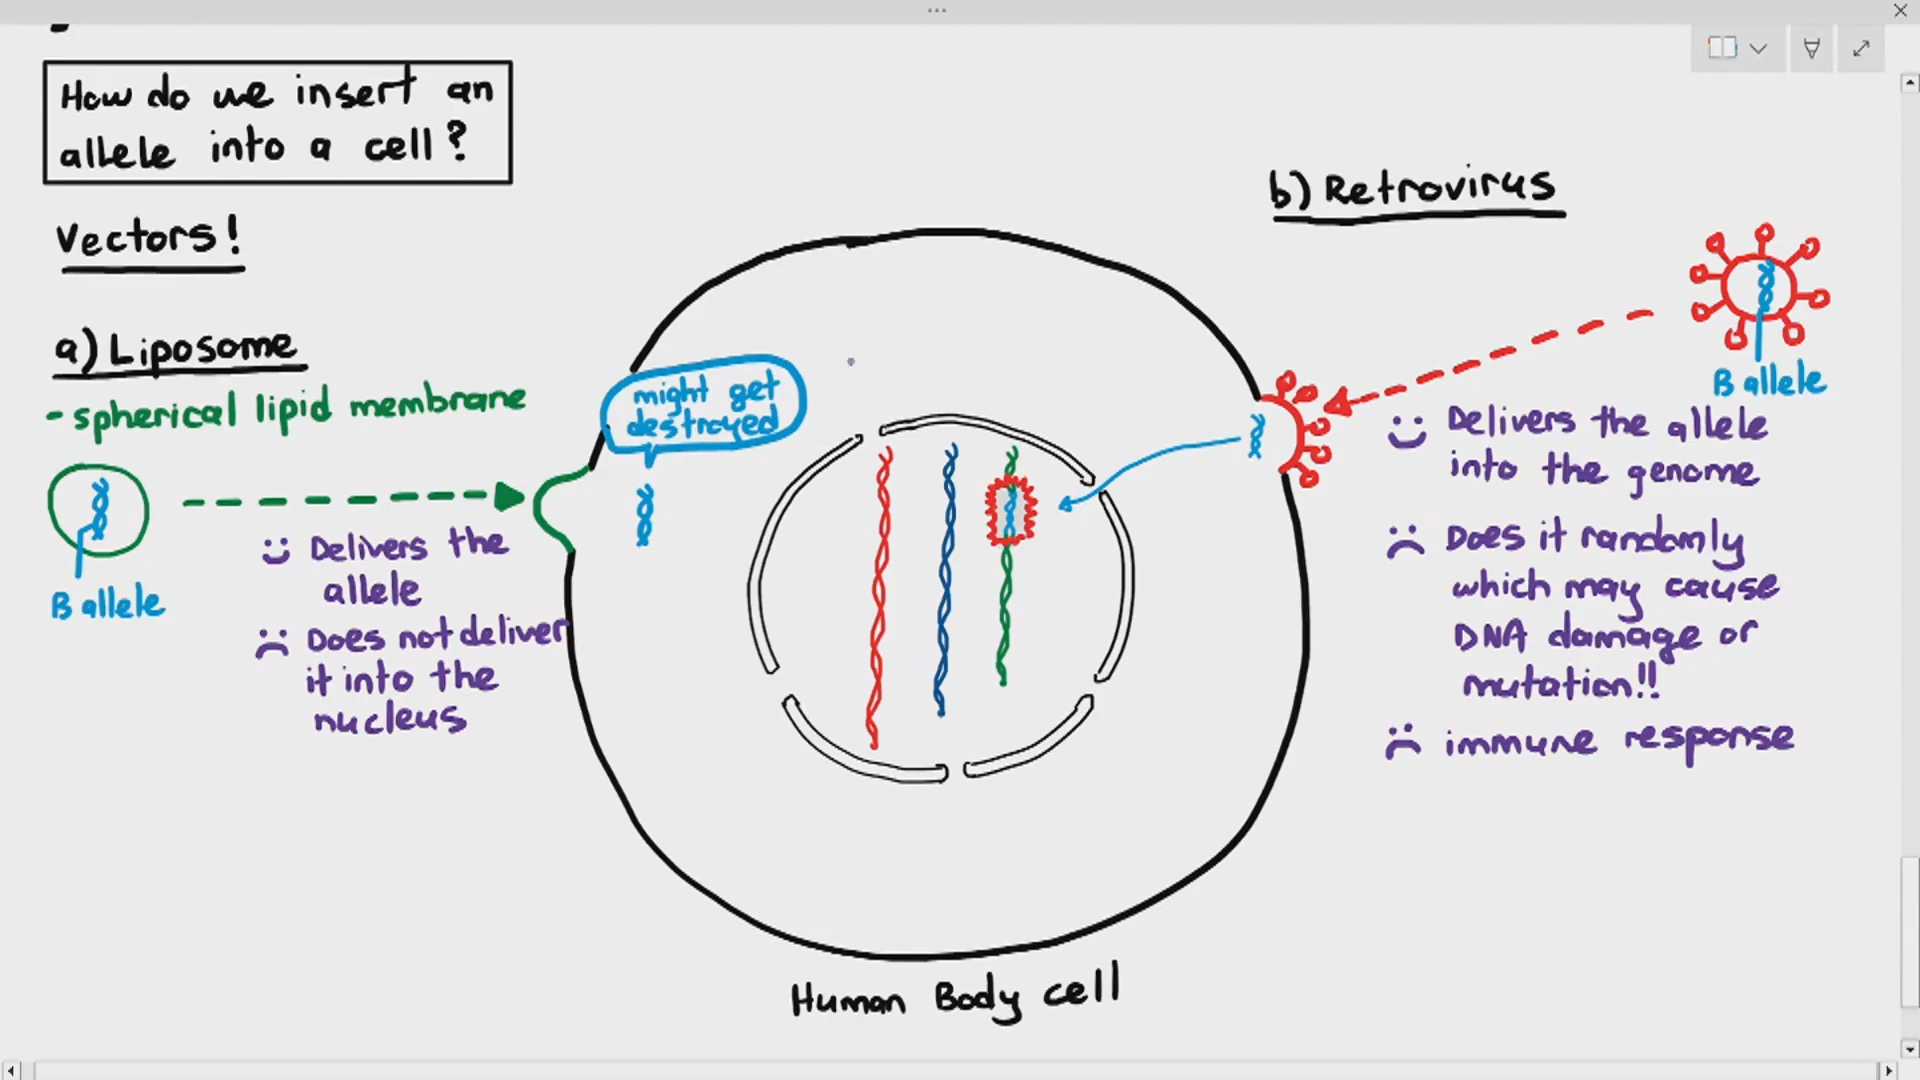 How do we insert an
allele into a cell?
Vectors!
a) Liposome
- spherical lipid membrane
B allele
Delivers the
allele
Does not deliver
it into the
nucleus
might get
destroyed
Human Body cell
b) Retrovirus
B allele
Delivers the allele
into the genome
Does it randomly
which may cause
DNA damage or
mutation!!
immune response